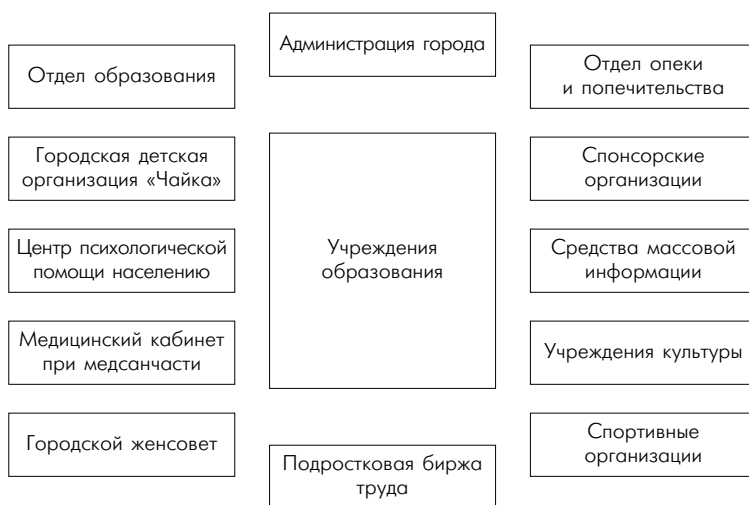 Администрация города
Отдел образования
Отдел опеки
и попечительства
Городская детская
организация «Чайка»
Учреждения
образования
Спонсорские
организации
Центр психологической
помощи населению
Средства массовой
информации
Медицинский кабинет
при медсанчасти
Учреждения культуры
Городской женсовет
Подростковая биржа
труда
Спортивные
организации